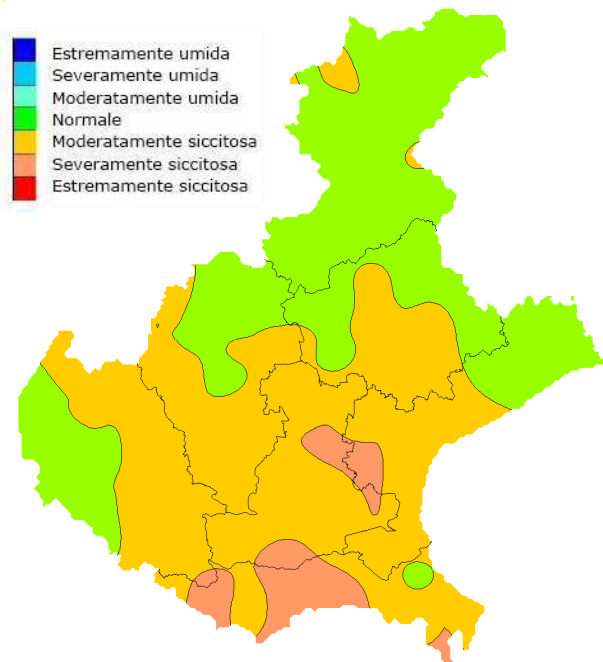 Estremamente umida
Severamente umida
Moderatamente umida
Normale
Moderatamente siccitosa
Severamente siccitosa
Estremamente siccitosa